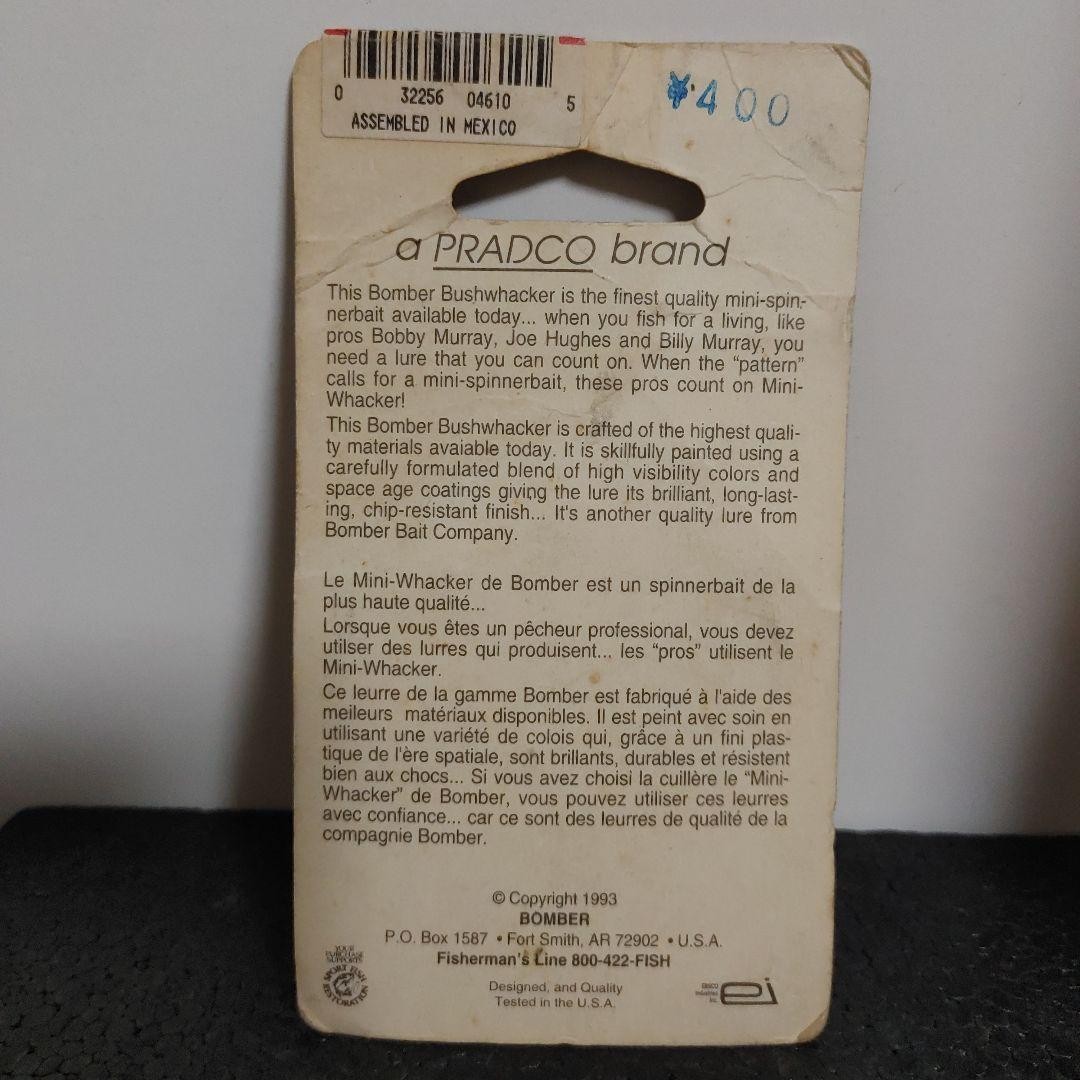 0 32256 04610 5
ASSEMBLED IN MEXICO
¥400
a PRADCO brand
This Bomber Bushwhacker is the finest quality mini-spin-
nerbait available today... when you fish for a living, like
pros Bobby Murray, Joe Hughes and Billy Murray, you
need a lure that you can count on. When the “pattern”
calls for a mini-spinnerbait, these pros count on Mini-
Whacker!
This Bomber Bushwhacker is crafted of the highest quali-
ty materials avaiable today. It is skillfully painted using a
carefully formulated blend of high visibility colors and
space age coatings giving the lure its brilliant, long-last-
ing, chip-resistant finish... It's another quality lure from
Bomber Bait Company.
Le Mini-Whacker de Bomber est un spinnerbait de la
plus haute qualité...
Lorsque vous êtes un pêcheur professional, vous devez
utilser des lurres qui produisent... les “pros” utilisent le
Mini-Whacker.
Ce leurre de la gamme Bomber est fabriqué à l'aide des
meileurs matériaux disponibles. Il est peint avec soin en
utilisant une variété de colois qui, grâce à un fini plas-
tique de l'ère spatiale, sont brillants, durables et résistent
bien aux chocs... Si vous avez choisi la cuillère le “Mini-
Whacker” de Bomber, vous pouvez utiliser ces leurres
avec confiance... car ce sont des leurres de qualité de la
compagnie Bomber.
© Copyright 1993
BOMBER
P.O. Box 1587 • Fort Smith, AR 72902 • U.S.A.
Fisherman's Line 800-422-FISH
Designed, and Quality
Tested in the U.S.A.
YOUR
PURCHASE
SUPPORTS
SPORT FISH
RESTORATION
EBSCO
Industries
Inc.
ei